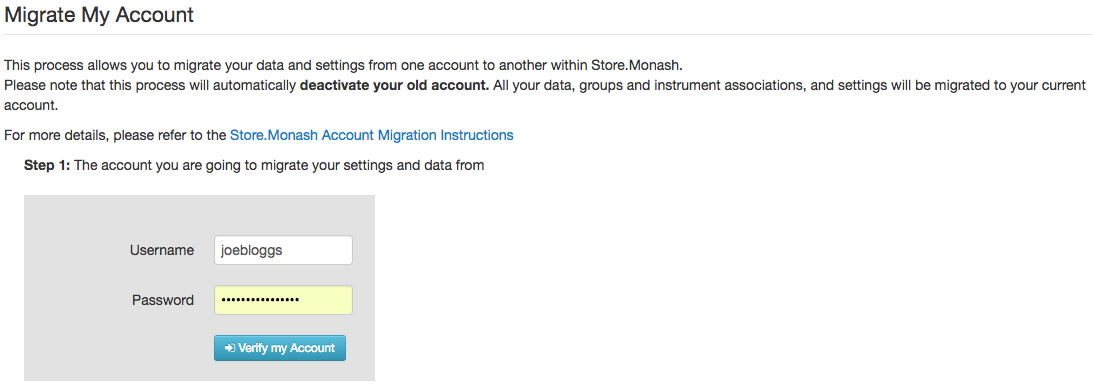 Migrate My Account
This process allows you to migrate your data and settings from one account to another within Store.Monash.
Please note that this process will automatically deactivate your old account. All your data, groups and instrument associations, and settings will be migrated to your current
account.
For more details, please refer to the Store.Monash Account Migration Instructions
Step 1: The account you are going to migrate your settings and data from
Username joebloggs
Password ••••••••••••••••
Verify my Account